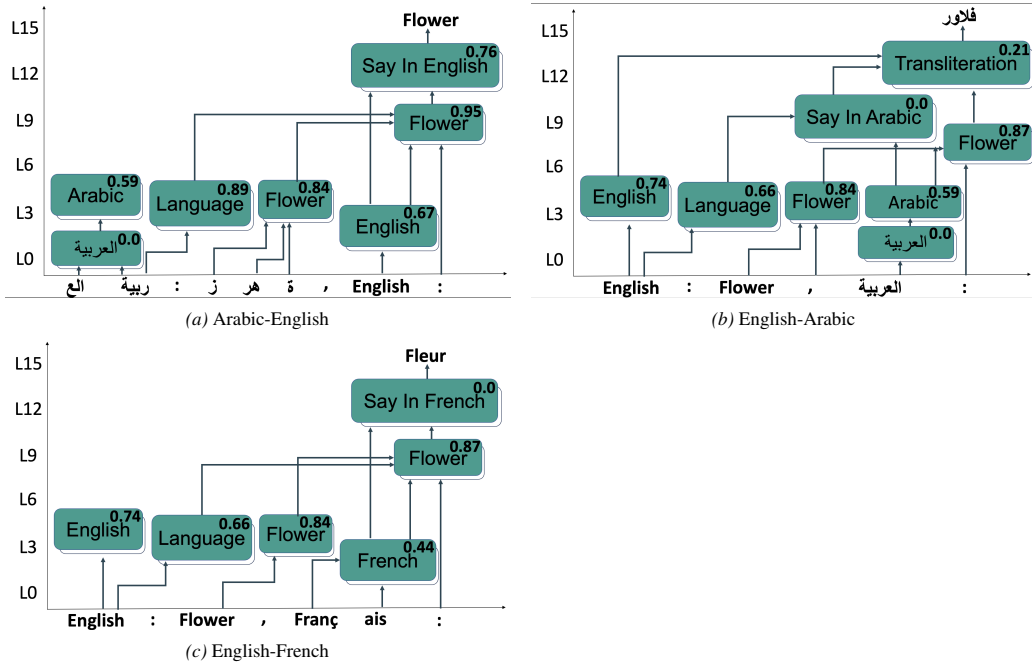 Flower
L15
L12
L9
L6
L3
L0
0.76
Say In English
0.95
Flower
0.59
Arabic
0.89
Language
0.84
Flower
0.67
English
0.0
العربية
الع ربية : ز هر ة , English :
(a) Arabic-English
فلاور
L15
L12
L9
L6
L3
L0
0.21
Transliteration
0.0
Say In Arabic
0.87
Flower
0.74
English
0.66
Language
0.84
Flower
0.59
Arabic
0.0
العربية
English : Flower , العربية :
(b) English-Arabic
Fleur
L15
L12
L9
L6
L3
L0
0.0
Say In French
0.87
Flower
0.74
English
0.66
Language
0.84
Flower
0.44
French
English : Flower , Franç ais :
(c) English-French